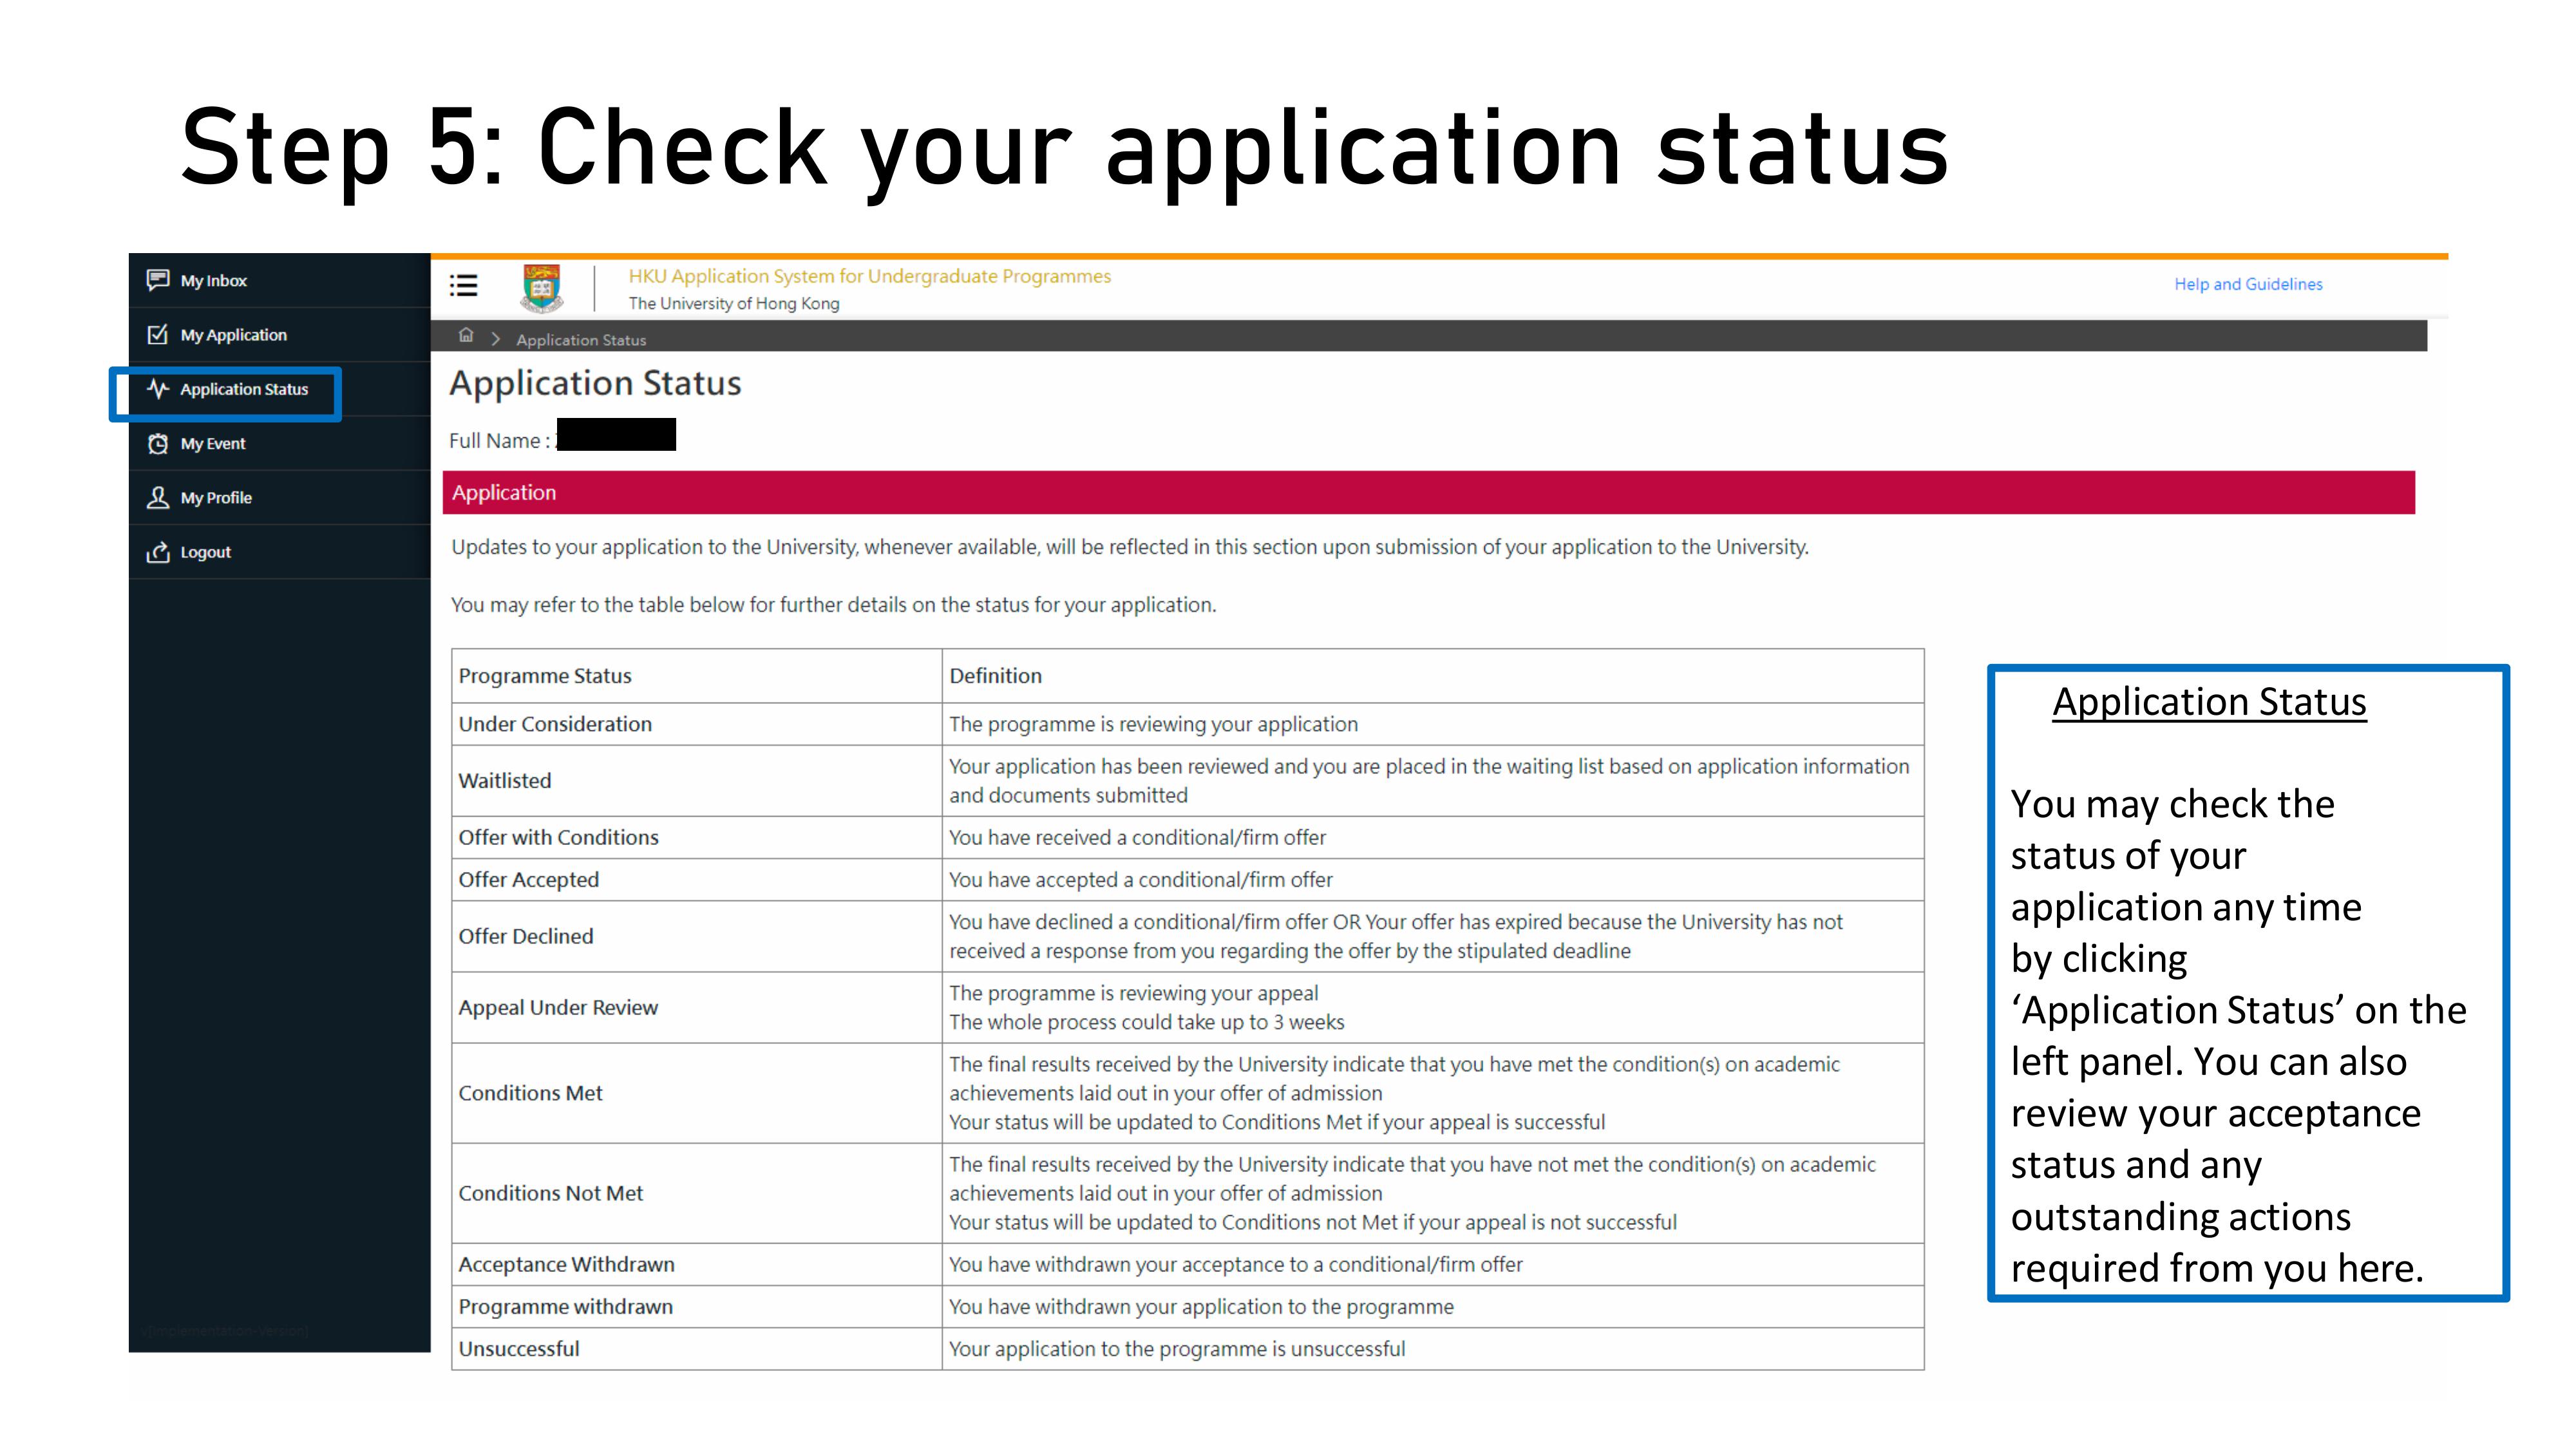 Step 5: Check your application status
My Inbox
My Application
Application Status
My Event
My Profile
Logout
v[Implementation-Version]
HKU Application System for Undergraduate Programmes
The University of Hong Kong
Help and Guidelines
> Application Status
Application Status
Full Name :
Application
Updates to your application to the University, whenever available, will be reflected in this section upon submission of your application to the University.
You may refer to the table below for further details on the status for your application.
Programme Status
Definition
Under Consideration
The programme is reviewing your application
Waitlisted
Your application has been reviewed and you are placed in the waiting list based on application information
and documents submitted
Offer with Conditions
You have received a conditional/firm offer
Offer Accepted
You have accepted a conditional/firm offer
Offer Declined
You have declined a conditional/firm offer OR Your offer has expired because the University has not
received a response from you regarding the offer by the stipulated deadline
Appeal Under Review
The programme is reviewing your appeal
The whole process could take up to 3 weeks
Conditions Met
The final results received by the University indicate that you have met the condition(s) on academic
achievements laid out in your offer of admission
Your status will be updated to Conditions Met if your appeal is successful
Conditions Not Met
The final results received by the University indicate that you have not met the condition(s) on academic
achievements laid out in your offer of admission
Your status will be updated to Conditions not Met if your appeal is not successful
Acceptance Withdrawn
You have withdrawn your acceptance to a conditional/firm offer
Programme withdrawn
You have withdrawn your application to the programme
Unsuccessful
Your application to the programme is unsuccessful
Application Status
You may check the
status of your
application any time
by clicking
‘Application Status’ on the
left panel. You can also
review your acceptance
status and any
outstanding actions
required from you here.